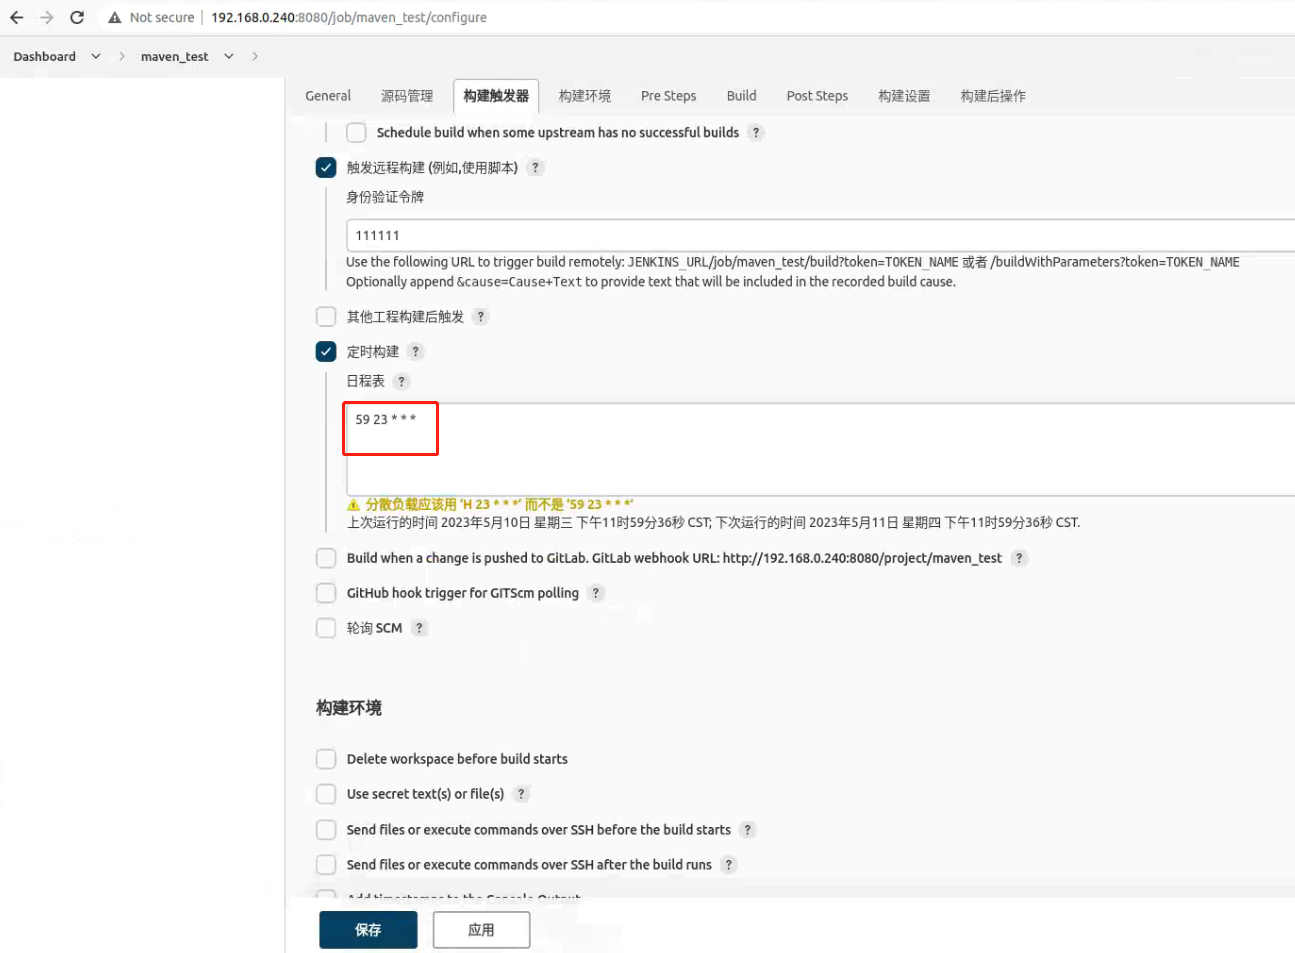 Not secure 192.168.0.240:8080/job/maven_test/configure
Dashboard maven_test
General 源码管理 构建触发器 构建环境 Pre Steps Build Post Steps 构建设置 构建后操作
Schedule build when some upstream has no successful builds ?
触发远程构建 (例如,使用脚本) ?
身份验证令牌
111111
Use the following URL to trigger build remotely: JENKINS_URL/job/maven_test/build?token=TOKEN_NAME 或者 /buildWithParameters?token=TOKEN_NAME
Optionally append &cause=Cause+Text to provide text that will be included in the recorded build cause.
其他工程构建后触发 ?
定时构建 ?
日程表 ?
59 23 * * *
分散负载应该用 'H 23 * * *' 而不是 '59 23 * * *'
上次运行的时间 2023年5月10日 星期三 下午11时59分36秒 CST; 下次运行的时间 2023年5月11日 星期四 下午11时59分36秒 CST.
Build when a change is pushed to GitLab. GitLab webhook URL: http://192.168.0.240:8080/project/maven_test ?
GitHub hook trigger for GITScm polling ?
轮询 SCM ?
构建环境
Delete workspace before build starts
Use secret text(s) or file(s) ?
Send files or execute commands over SSH before the build starts ?
Send files or execute commands over SSH after the build runs ?
Add timestamps to the Console Output
保存 应用